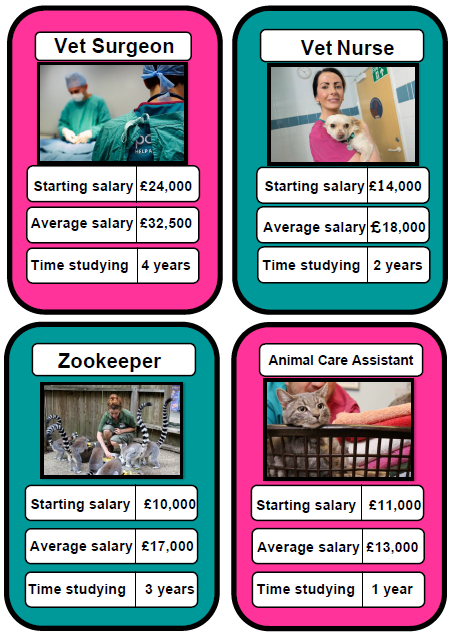 Vet Surgeon
Starting salary £24,000
Average salary £32,500
Time studying 4 years
Vet Nurse
Starting salary £14,000
Average salary £18,000
Time studying 2 years
Zookeeper
Starting salary £10,000
Average salary £17,000
Time studying 3 years
Animal Care Assistant
Starting salary £11,000
Average salary £13,000
Time studying 1 year